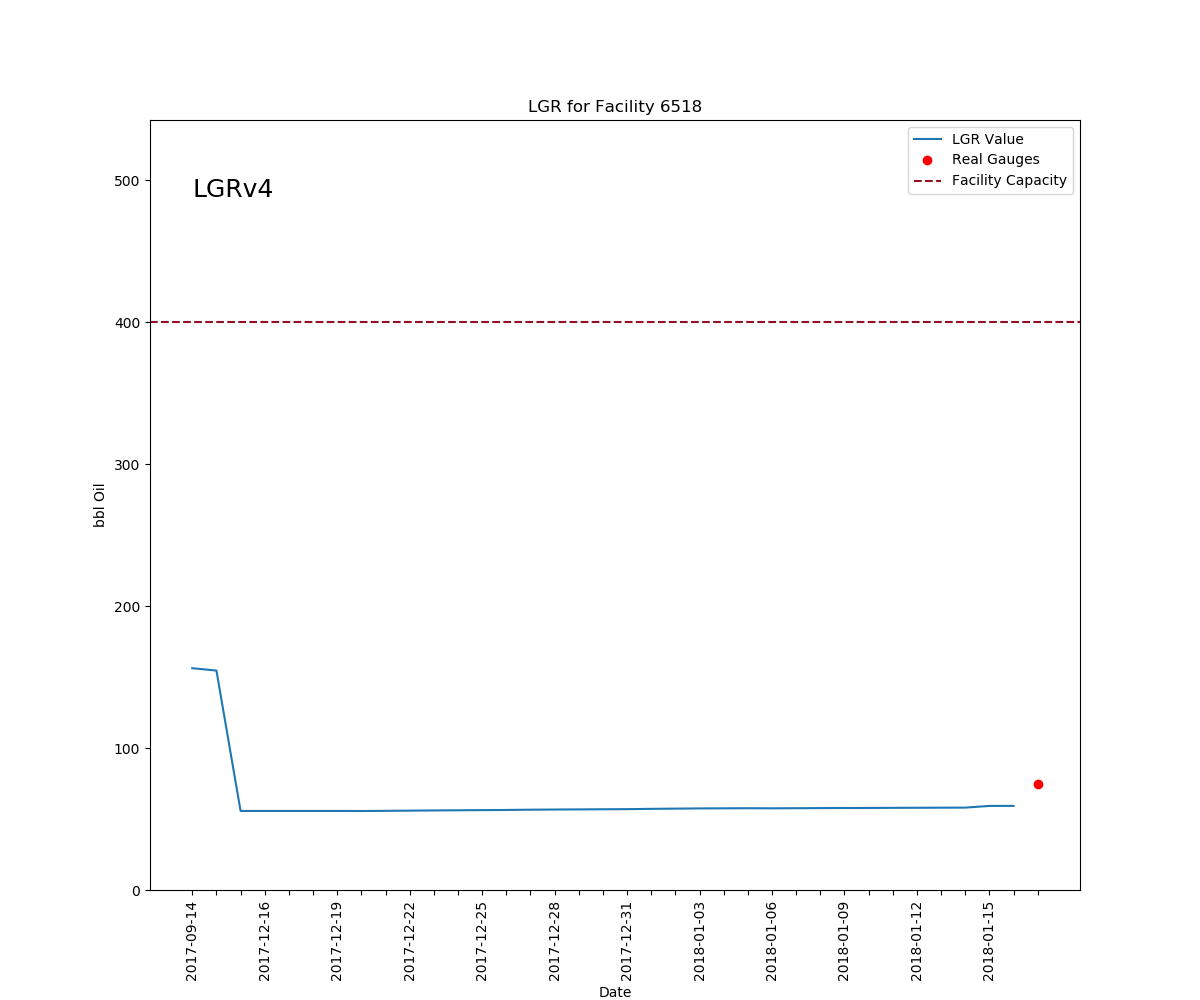 LGR for Facility 6518
LGR Value
Real Gauges
Facility Capacity
LGRv4
500
400
300
200
100
0
bbl Oil
2017-09-14
2017-12-16
2017-12-19
2017-12-22
2017-12-25
2017-12-28
2017-12-31
2018-01-03
2018-01-06
2018-01-09
2018-01-12
2018-01-15
Date